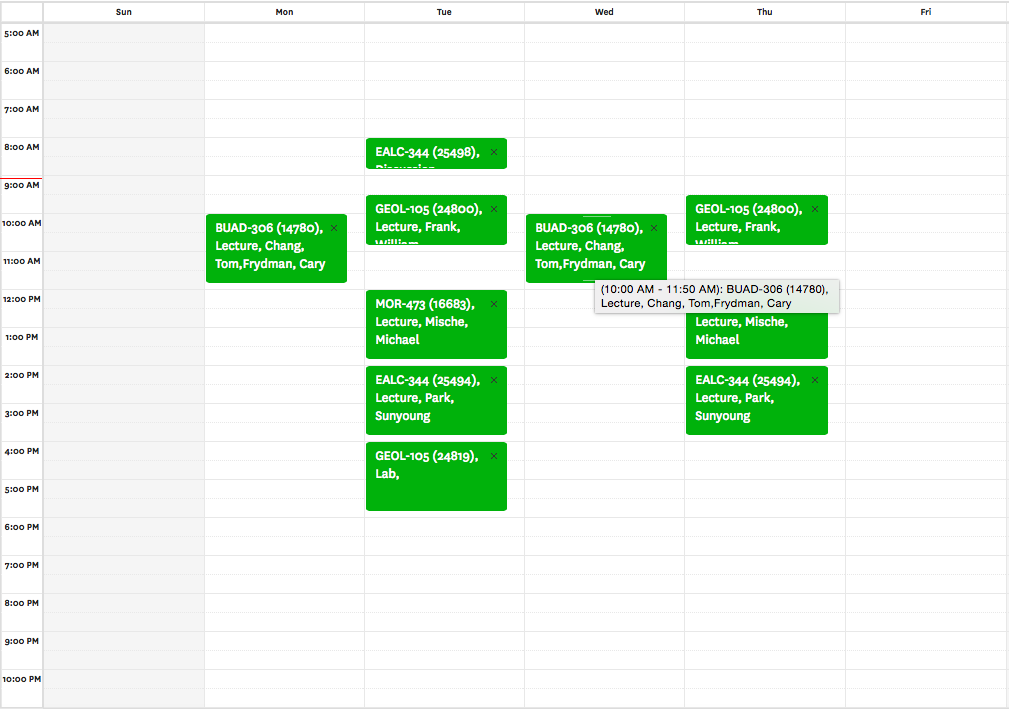 Sun Mon Tue Wed Thu Fri
5:00 AM
6:00 AM
7:00 AM
8:00 AM
9:00 AM
10:00 AM
11:00 AM
12:00 PM
1:00 PM
2:00 PM
3:00 PM
4:00 PM
5:00 PM
6:00 PM
7:00 PM
8:00 PM
9:00 PM
10:00 PM
BUAD-306 (14780),
Lecture, Chang,
Tom,Frydman, Cary
EALC-344 (25498),
Discussion
GEOL-105 (24800),
Lecture, Frank,
William
MOR-473 (16683),
Lecture, Mische,
Michael
EALC-344 (25494),
Lecture, Park,
Sunyoung
GEOL-105 (24819),
Lab,
BUAD-306 (14780),
Lecture, Chang,
Tom,Frydman, Cary
(10:00 AM - 11:50 AM): BUAD-306 (14780),
Lecture, Chang, Tom,Frydman, Cary
GEOL-105 (24800),
Lecture, Frank,
William
Lecture, Mische,
Michael
EALC-344 (25494),
Lecture, Park,
Sunyoung